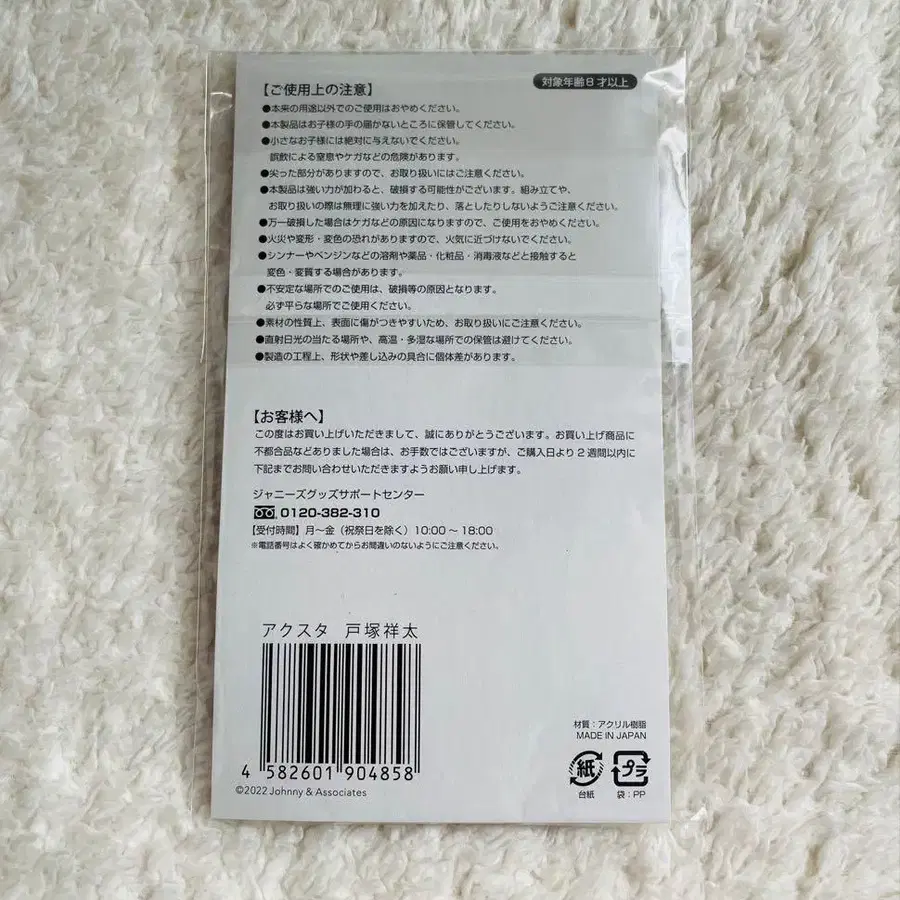 【ご使用上の注意】
対象年齢8才以上
●本来の用途以外でのご使用はおやめください。
●本製品はお子様の手の届かないところに保管してください。
●小さなお子様には絶対に与えないでください。
誤飲による窒息やケガなどの危険があります。
●尖った部分がありますので、お取り扱いにはご注意ください。
●本製品は強い力が加わると、破損する可能性がございます。組み立てや、
お取り扱いの際は無理に強い力を加えたり、落としたりしないようご注意ください。
●万一破損した場合はケガなどの原因になりますので、ご使用をおやめください。
●火災や変形・変色の恐れがありますので、火気に近づけないでください。
●シンナーやベンジンなどの溶剤や薬品・化粧品・消毒液などと接触すると
変色・変質する場合があります。
●不安定な場所でのご使用は、破損等の原因となります。
必ず平らな場所でご使用ください。
●素材の性質上、表面に傷がつきやすいため、お取り扱いにご注意ください。
●直射日光の当たる場所や、高温・多湿な場所での保管は避けてください。
●製造の工程上、形状や差し込みの具合に個体差があります。
【お客様へ】
この度はお買い上げいただきまして、誠にありがとうございます。お買い上げ商品に
不都合品などありました場合は、お手数ではございますが、ご購入日より2週間以内に
下記までお問い合わせいただきますようお願い申し上げます。
ジャニーズグッズサポートセンター
0120-382-310
【受付時間】月～金（祝祭日を除く）10:00～18:00
※電話番号はよく確かめてからお間違いのないようにご注意ください。
アクスタ 戸塚祥太
4 582601 904858
©2022 Johnny & Associates
材質：アクリル樹脂
MADE IN JAPAN
紙
プラ
台紙
袋：PP